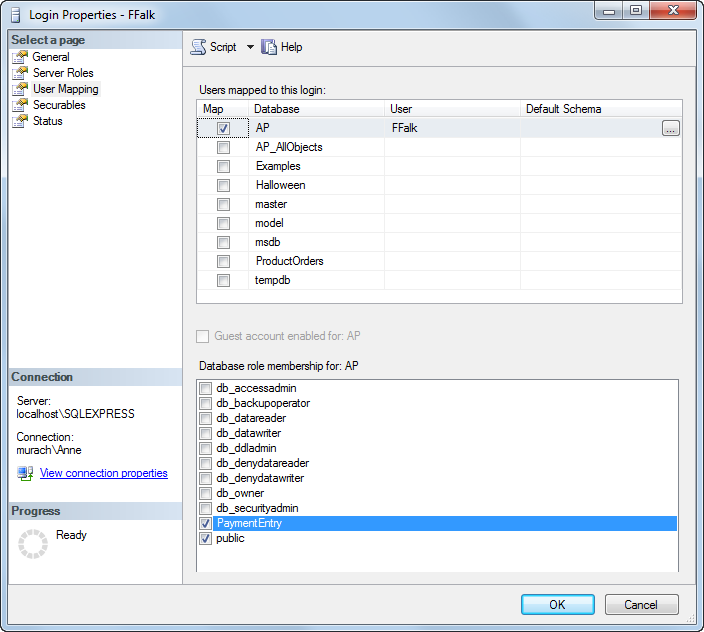 Login Properties - FFalk
Select a page
General
Server Roles
User Mapping
Securables
Status
Script
Help
Users mapped to this login:
Map Database User Default Schema
AP FFalk ...
AP_AllObjects
Examples
Halloween
master
model
msdb
ProductOrders
tempdb
Guest account enabled for: AP
Database role membership for: AP
db_accessadmin
db_backupoperator
db_datareader
db_datawriter
db_ddladmin
db_denydatareader
db_denydatawriter
db_owner
db_securityadmin
PaymentEntry
public
Connection
Server:
localhost\SQLEXPRESS
Connection:
murach\Anne
View connection properties
Progress
Ready
OK
Cancel